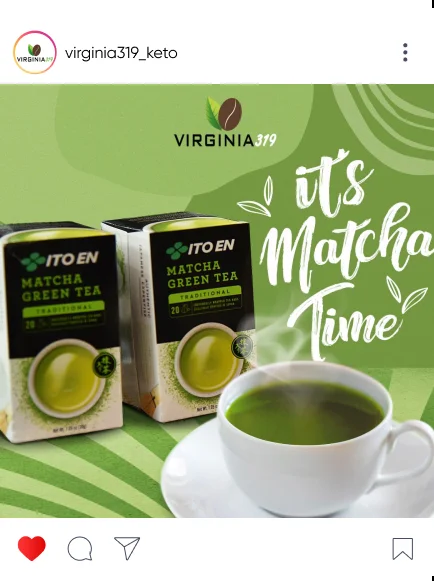 VIRGINIA319
virginia319_keto
VIRGINIA319
it's
Matcha
Time
ITO EN
MATCHA
GREEN TEA
TRADITIONAL
20
ITO EN
MATCHA
GREEN TEA
TRADITIONAL
20